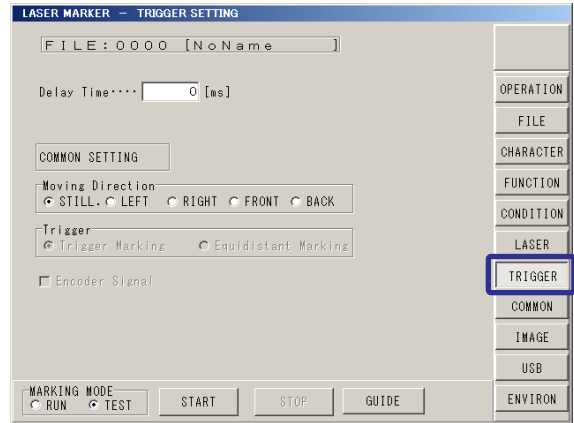 LASER MARKER − TRIGGER SETTING
FILE:0000 [NoName ]
Delay Time････ 0 [ms]
COMMON SETTING
Moving Direction
STILL. LEFT RIGHT FRONT BACK
Trigger
Trigger Marking Equidistant Marking
Encoder Signal
OPERATION
FILE
CHARACTER
FUNCTION
CONDITION
LASER
TRIGGER
COMMON
IMAGE
USB
ENVIRON
MARKING MODE
RUN TEST
START
STOP
GUIDE